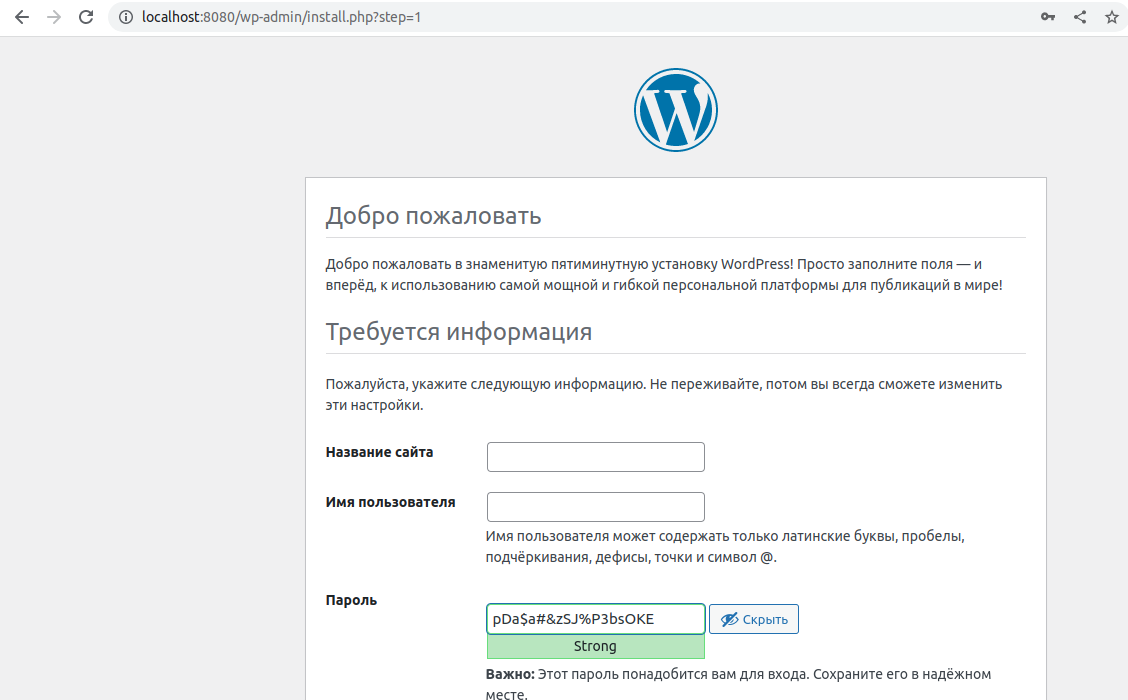 localhost:8080/wp-admin/install.php?step=1
Добро пожаловать
Добро пожаловать в знаменитую пятиминутную установку WordPress! Просто заполните поля — и
вперёд, к использованию самой мощной и гибкой персональной платформы для публикаций в мире!
Требуется информация
Пожалуйста, укажите следующую информацию. Не переживайте, потом вы всегда сможете изменить
эти настройки.
Название сайта
Имя пользователя
Имя пользователя может содержать только латинские буквы, пробелы,
подчёркивания, дефисы, точки и символ @.
Пароль
pDa$a#&zSJ%P3bsOKE
Скрыть
Strong
Важно: Этот пароль понадобится вам для входа. Сохраните его в надёжном
месте.